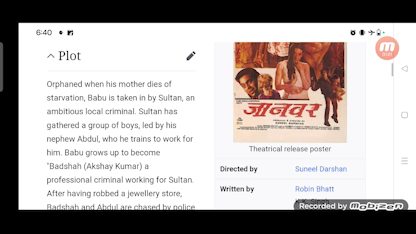 6:40
Plot
Orphaned when his mother dies of
starvation, Babu is taken in by Sultan, an
ambitious local criminal. Sultan has
gathered a group of boys, led by his
nephew Abdul, who he trains to work for
him. Babu grows up to become
"Badshah (Akshay Kumar) a
professional criminal working for Sultan.
After having robbed a jewellery store,
Badshah and Abdul are chased by police
जानवर
Theatrical release poster
Directed by Suneel Darshan
Written by Robin Bhatt
Recorded by Mobizen